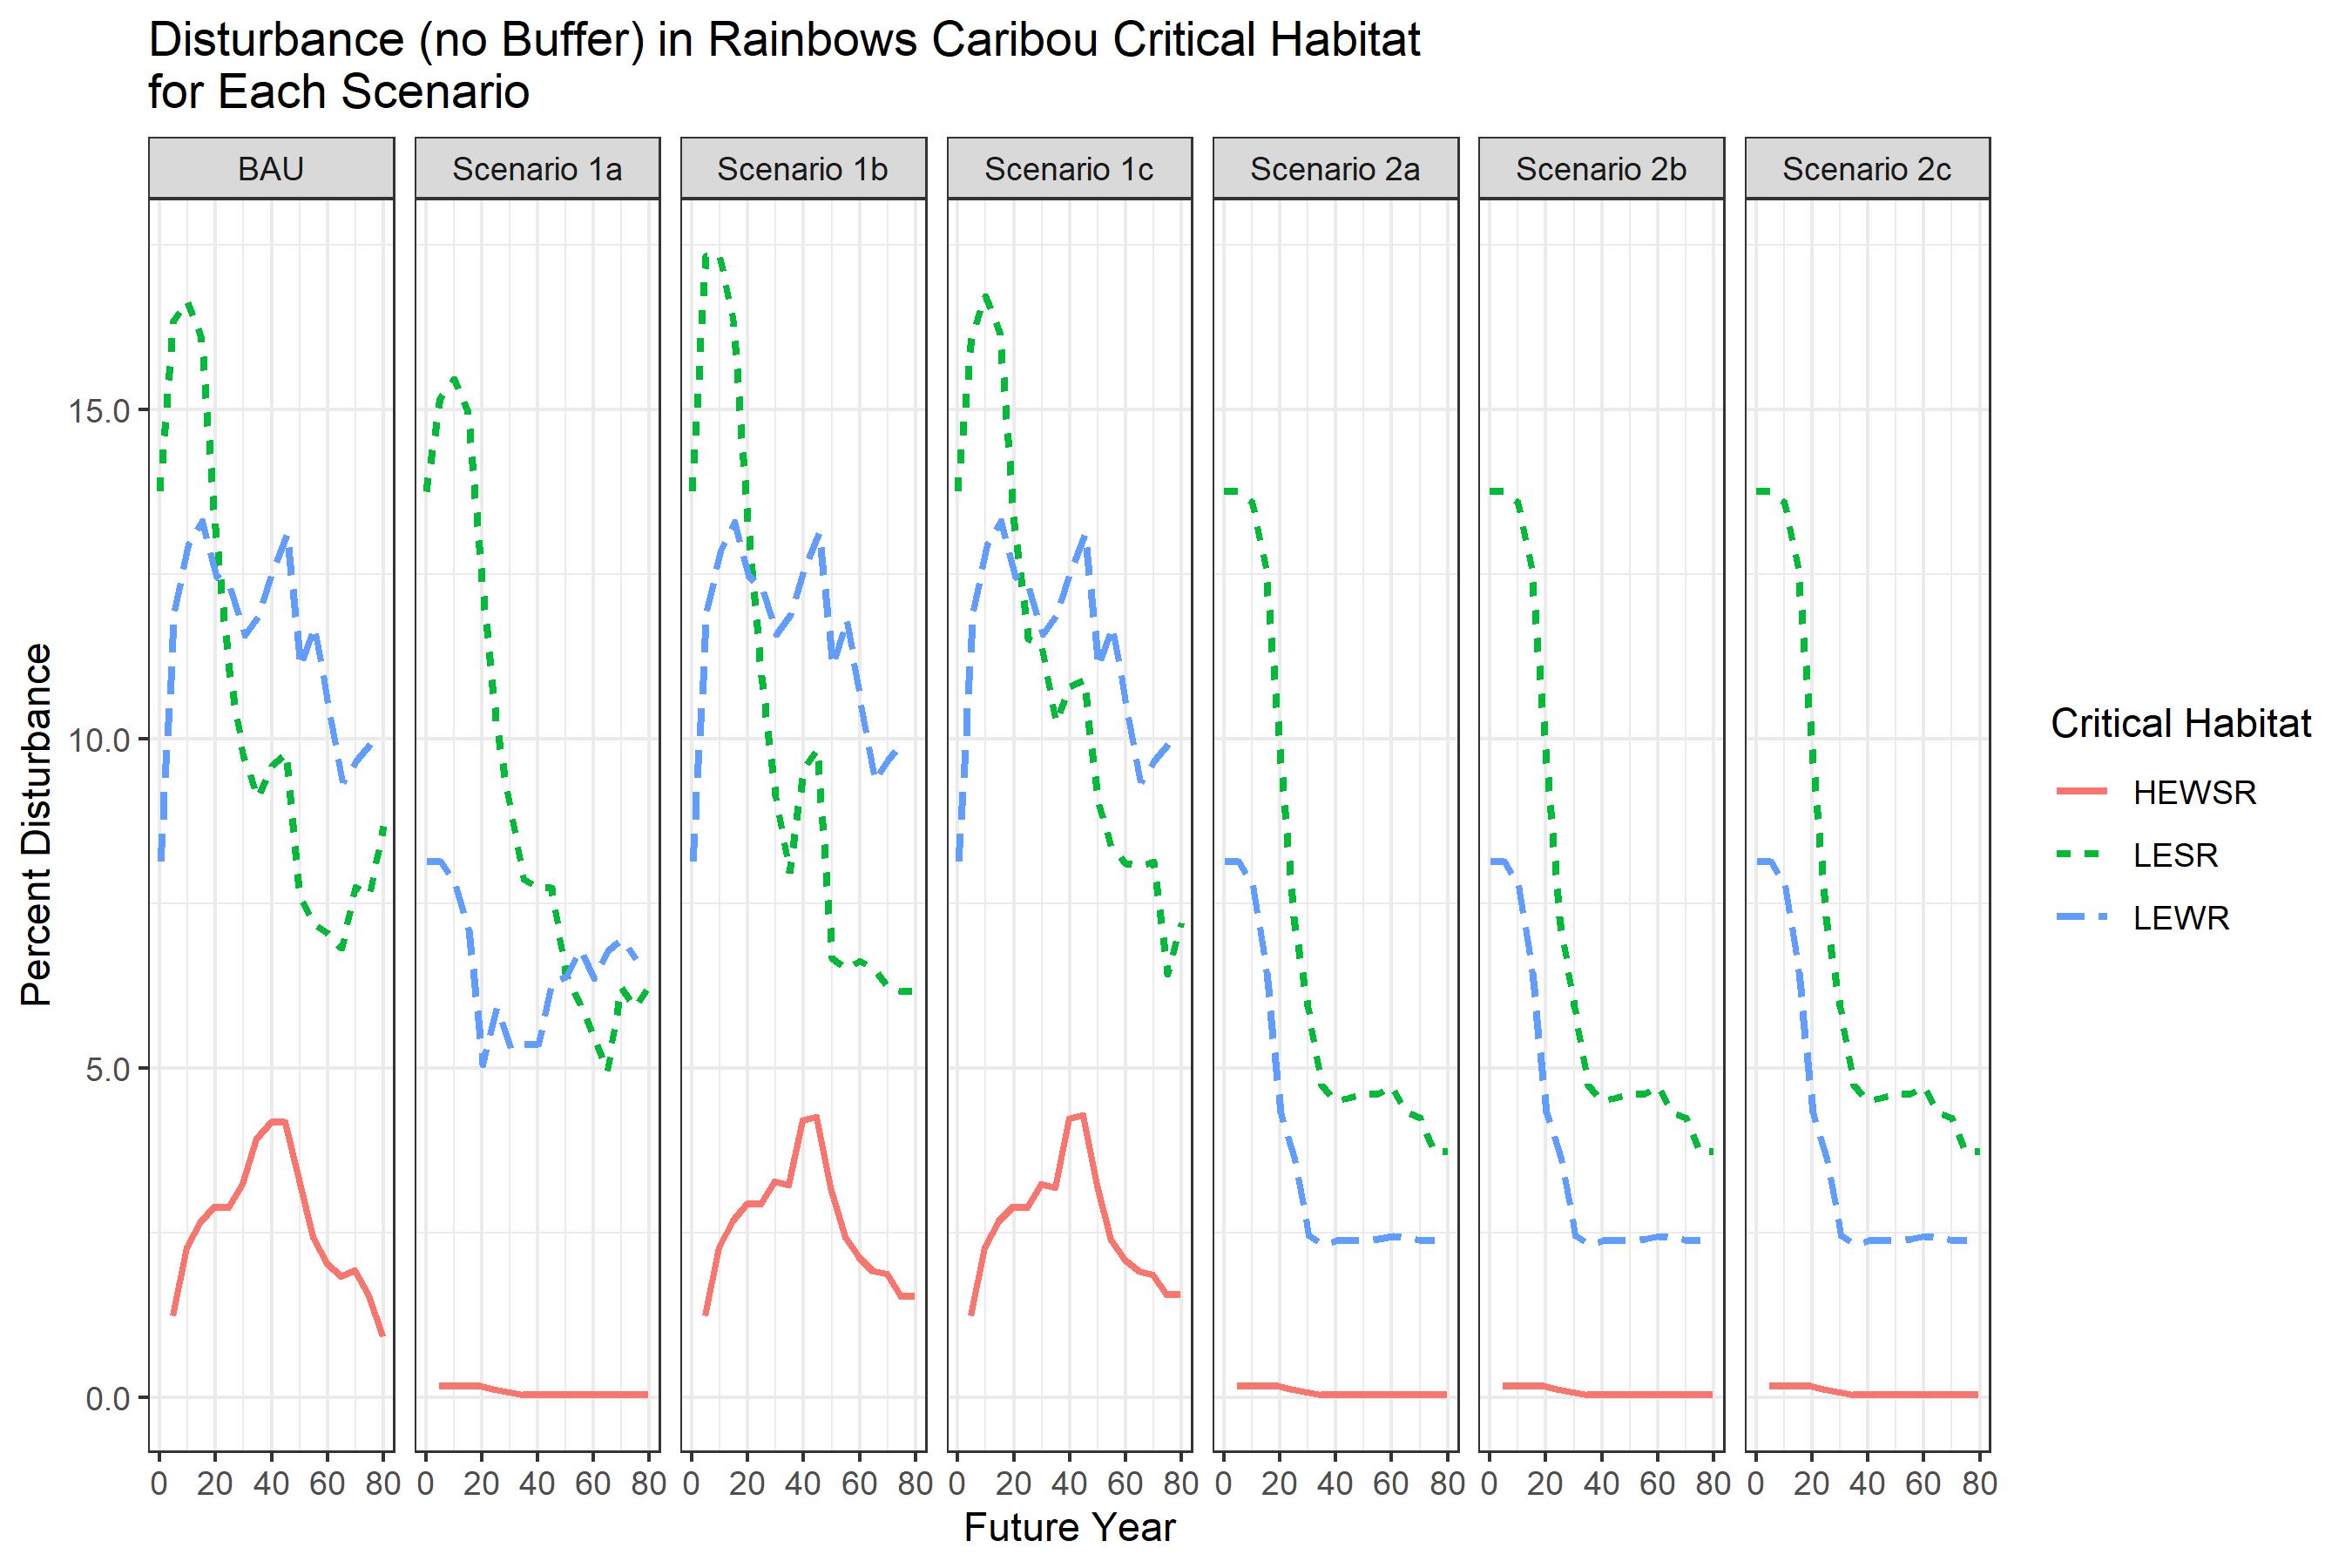 Disturbance (no Buffer) in Rainbows Caribou Critical Habitat
for Each Scenario
BAU Scenario 1a Scenario 1b Scenario 1c Scenario 2a Scenario 2b Scenario 2c
Percent Disturbance
15.0
10.0
5.0
0.0
0 20 40 60 80 0 20 40 60 80 0 20 40 60 80 0 20 40 60 80 0 20 40 60 80 0 20 40 60 80 0 20 40 60 80
Future Year
Critical Habitat
HEWSR
LESR
LEWR